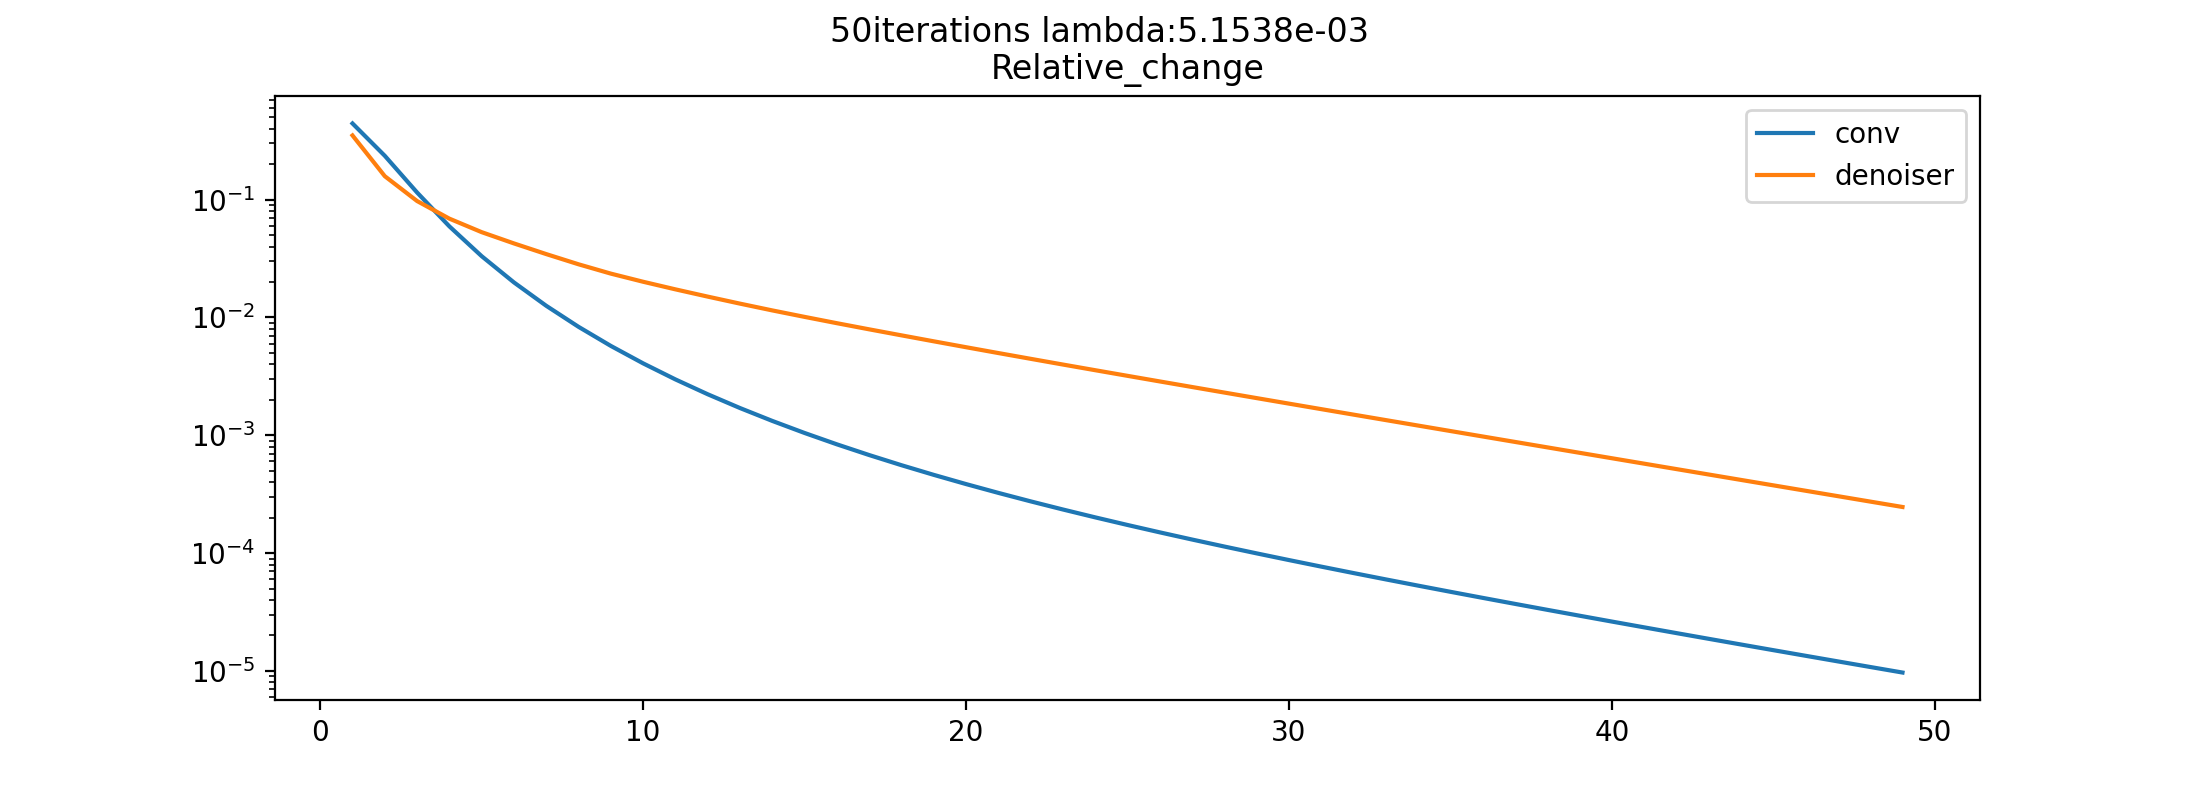 50iterations lambda:5.1538e-03
Relative_change
conv
denoiser
10⁻¹
10⁻²
10⁻³
10⁻⁴
10⁻⁵
0 10 20 30 40 50